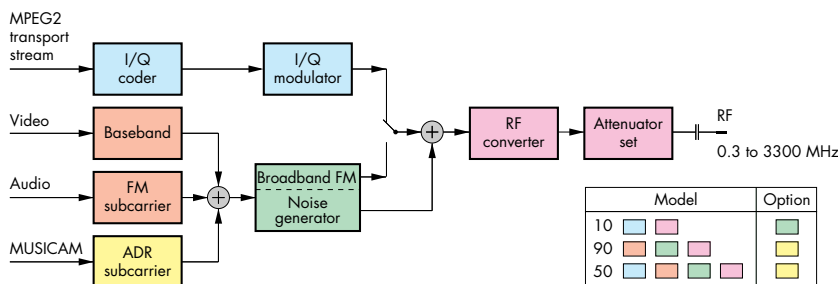 MPEG2
transport
stream
I/Q
coder
I/Q
modulator
Video
Baseband
Audio
FM
subcarrier
MUSICAM
ADR
subcarrier
Broadband FM
Noise
generator
RF
converter
Attenuator
set
RF
0.3 to 3300 MHz
Model Option
10
90
50